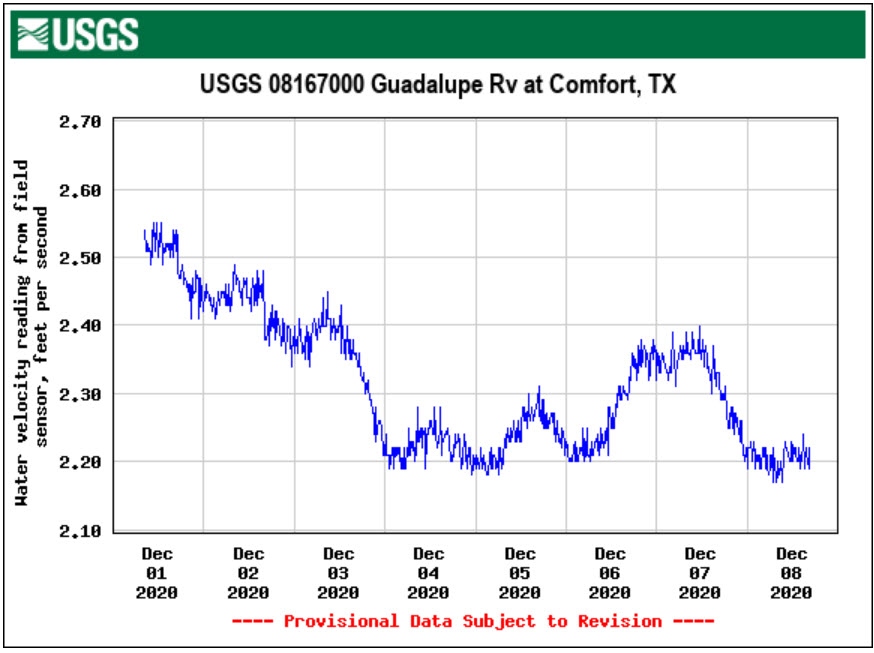 USGS
USGS 08167000 Guadalupe Rv at Comfort, TX
Water velocity reading from field
sensor, feet per second
2.70
2.60
2.50
2.40
2.30
2.20
2.10
Dec Dec Dec Dec Dec Dec Dec Dec
01 02 03 04 05 06 07 08
2020 2020 2020 2020 2020 2020 2020 2020
---- Provisional Data Subject to Revision ----